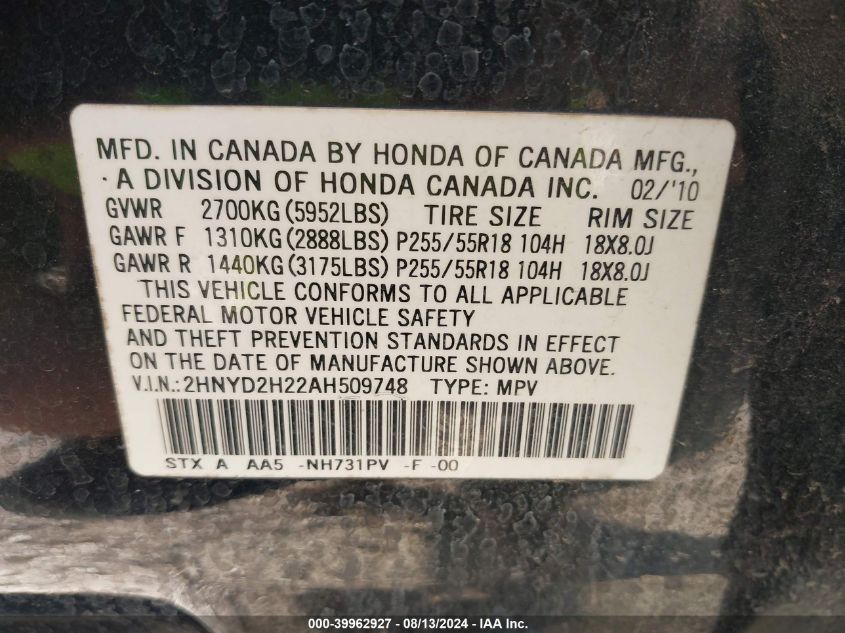 MFD. IN CANADA BY HONDA OF CANADA MFG.,
A DIVISION OF HONDA CANADA INC. 02/'10
GVWR 2700KG (5952LBS) TIRE SIZE RIM SIZE
GAWR F 1310KG (2888LBS) P255/55R18 104H 18X8.0J
GAWR R 1440KG (3175LBS) P255/55R18 104H 18X8.0J
THIS VEHICLE CONFORMS TO ALL APPLICABLE
FEDERAL MOTOR VEHICLE SAFETY
AND THEFT PREVENTION STANDARDS IN EFFECT
ON THE DATE OF MANUFACTURE SHOWN ABOVE.
V.I.N.: 2HNYD2H22AH509748 TYPE: MPV
STX A AA5 -NH731PV -F -00
000-39962927 - 08/13/2024 - IAA Inc.